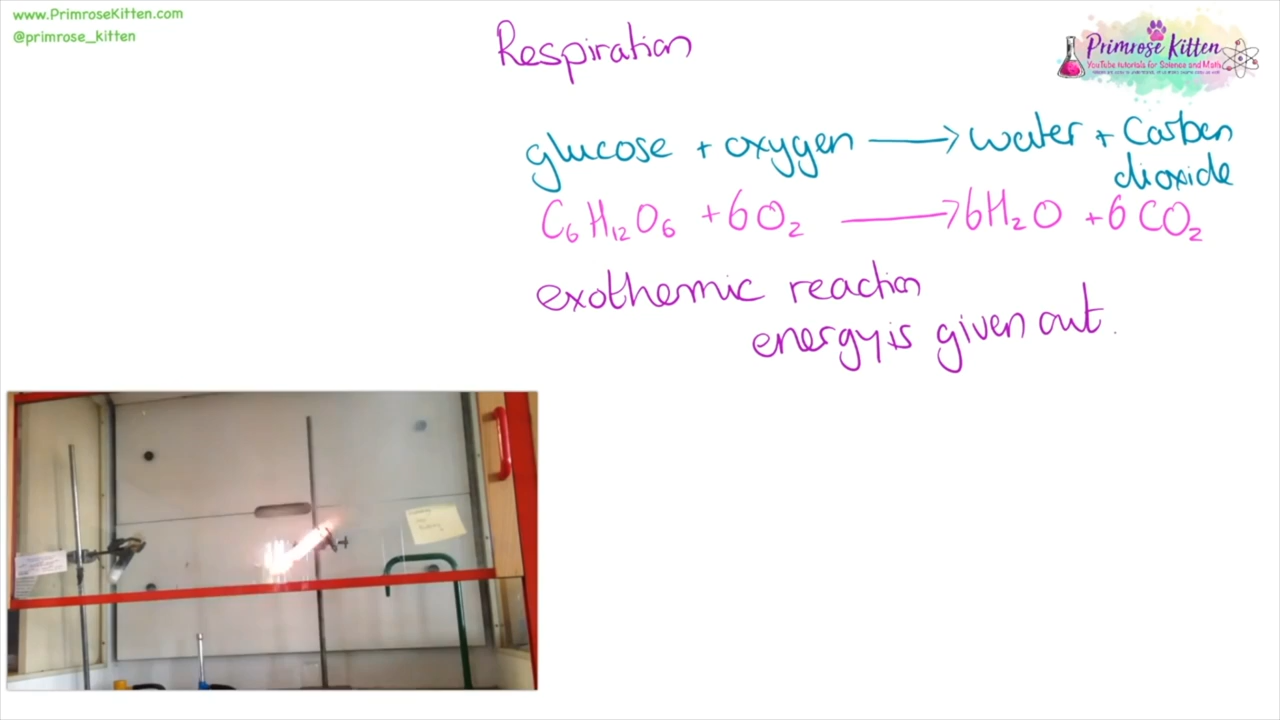 www.PrimroseKitten.com
@primrose_kitten
Respiration
Primrose Kitten
YouTube tutorials for Science and Math
glucose + oxygen → water + Carbon
dioxide
C₆H₁₂O₆ + 6O₂ → 6H₂O + 6CO₂
exothermic reaction
energy is given out.